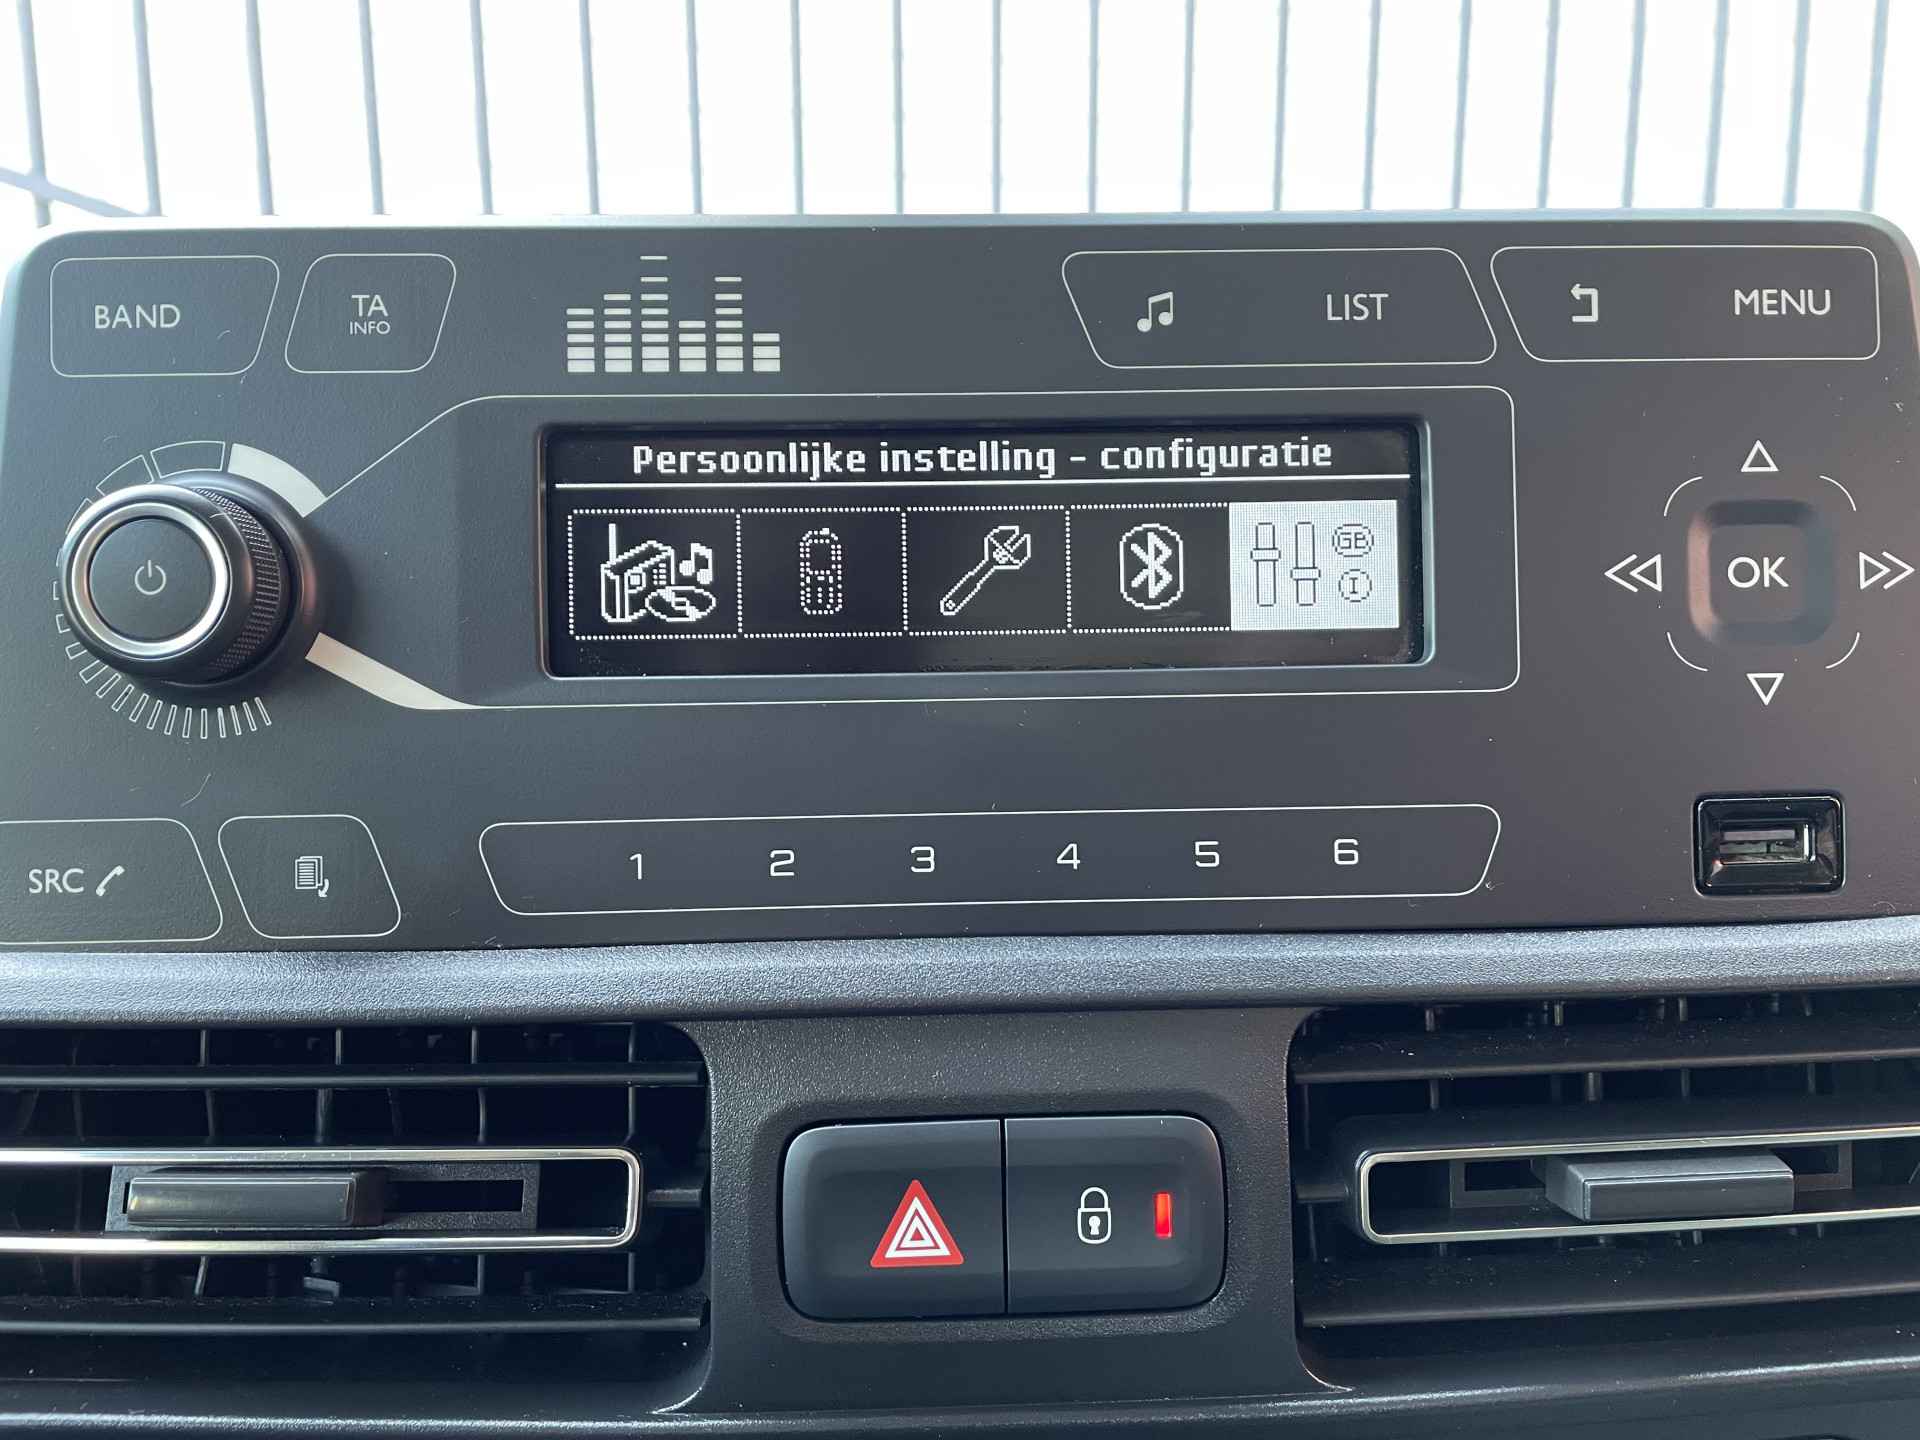 BAND
TA
INFO
LIST
MENU
Persoonlijke instelling - configuratie
GB
I
OK
SRC
1 2 3 4 5 6